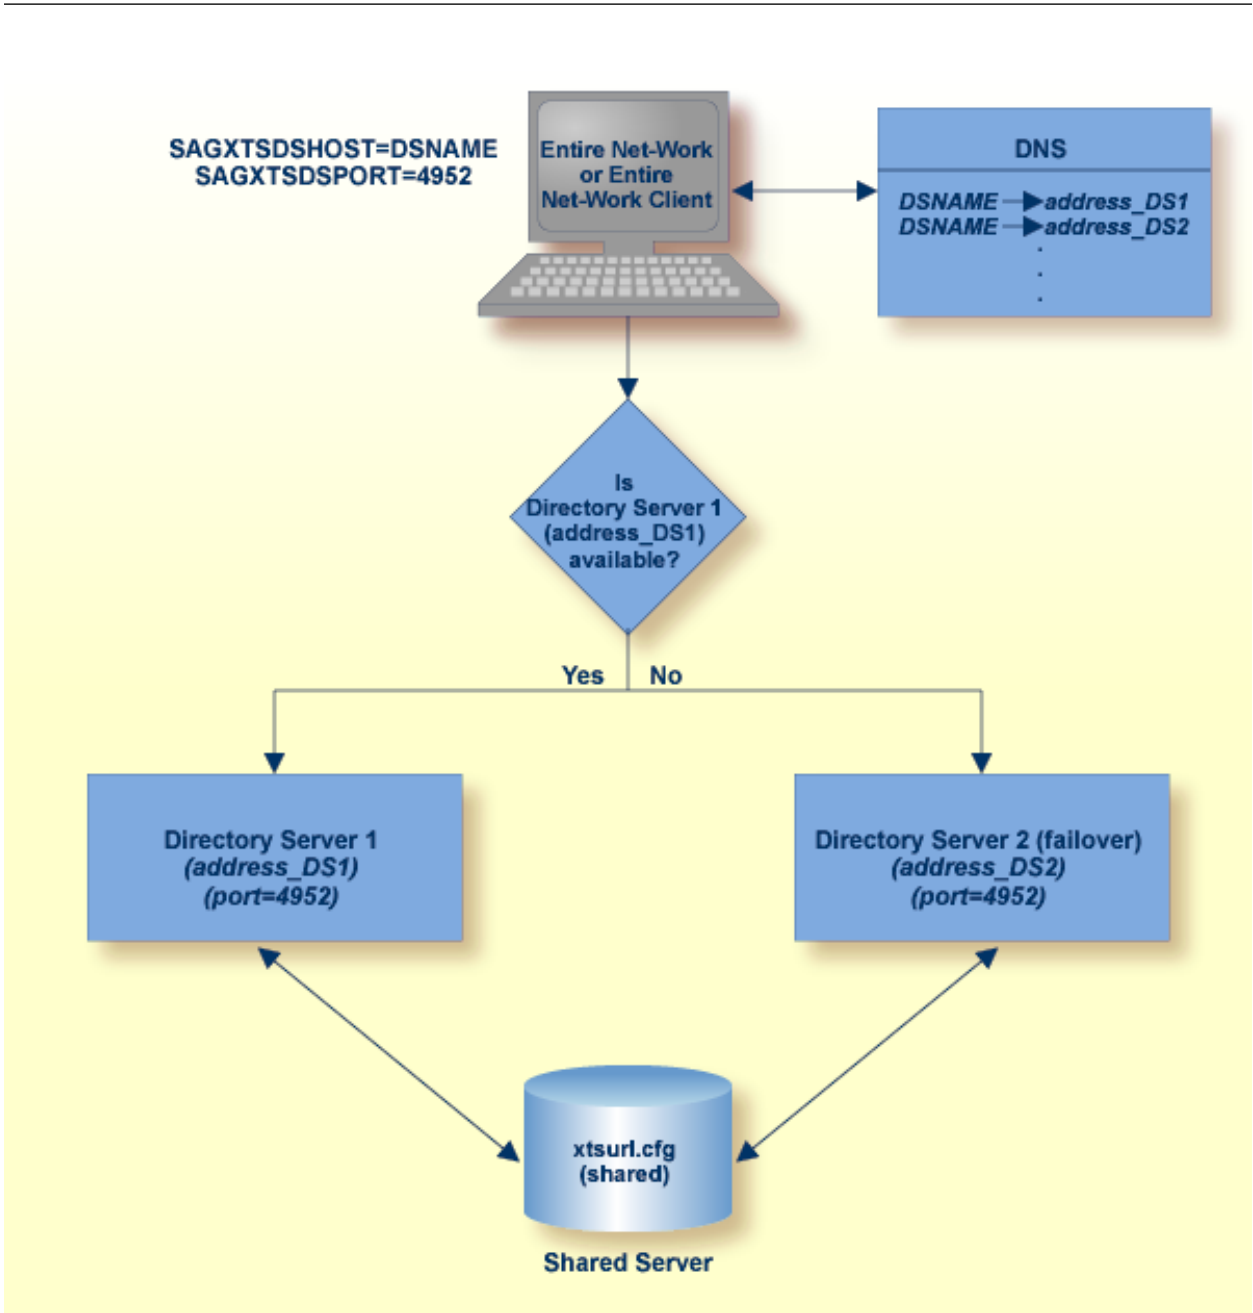 SAGXTSDSHOST=DSNAME
SAGXTSDSPORT=4952
Entire Net-Work
or Entire
Net-Work Client
DNS
DSNAME address_DS1
DSNAME address_DS2
.
.
.
Is
Directory Server 1
(address_DS1)
available?
Yes No
Directory Server 1
(address_DS1)
(port=4952)
Directory Server 2 (failover)
(address_DS2)
(port=4952)
xtsurl.cfg
(shared)
Shared Server